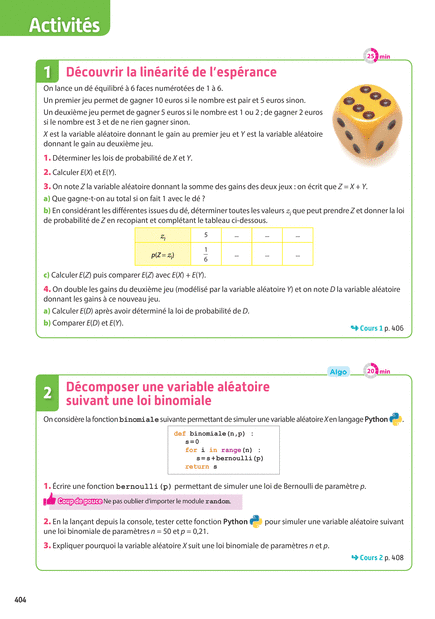 Activités
25 min
1 Découvrir la linéarité de l'espérance
On lance un dé équilibré à 6 faces numérotées de 1 à 6.
Un premier jeu permet de gagner 10 euros si le nombre est pair et 5 euros sinon.
Un deuxième jeu permet de gagner 5 euros si le nombre est 1 ou 2 ; de gagner 2 euros
si le nombre est 3 et de ne rien gagner sinon.
X est la variable aléatoire donnant le gain au premier jeu et Y est la variable aléatoire
donnant le gain au deuxième jeu.
1. Déterminer les lois de probabilité de X et Y.
2. Calculer E(X) et E(Y).
3. On note Z la variable aléatoire donnant la somme des gains des deux jeux : on écrit que Z = X + Y.
a) Que gagne-t-on au total si on fait 1 avec le dé ?
b) En considérant les différentes issues du dé, déterminer toutes les valeurs zi que peut prendre Z et donner la loi
de probabilité de Z en recopiant et complétant le tableau ci-dessous.
zi 5 ... ... ...
p(Z = zi) 1/6 ... ... ...
c) Calculer E(Z) puis comparer E(Z) avec E(X) + E(Y).
4. On double les gains du deuxième jeu (modélisé par la variable aléatoire Y) et on note D la variable aléatoire
donnant les gains à ce nouveau jeu.
a) Calculer E(D) après avoir déterminé la loi de probabilité de D.
b) Comparer E(D) et E(Y).
Cours 1 p. 406
Algo 20 min
2 Décomposer une variable aléatoire
suivant une loi binomiale
On considère la fonction binomiale suivante permettant de simuler une variable aléatoire X en langage Python .
def binomiale(n,p) :
s=0
for i in range(n) :
s=s+bernoulli(p)
return s
1. Écrire une fonction bernoulli(p) permettant de simuler une loi de Bernoulli de paramètre p.
Coup de pouce Ne pas oublier d'importer le module random.
2. En la lançant depuis la console, tester cette fonction Python pour simuler une variable aléatoire suivant
une loi binomiale de paramètres n = 50 et p = 0,21.
3. Expliquer pourquoi la variable aléatoire X suit une loi binomiale de paramètres n et p.
Cours 2 p. 408
404